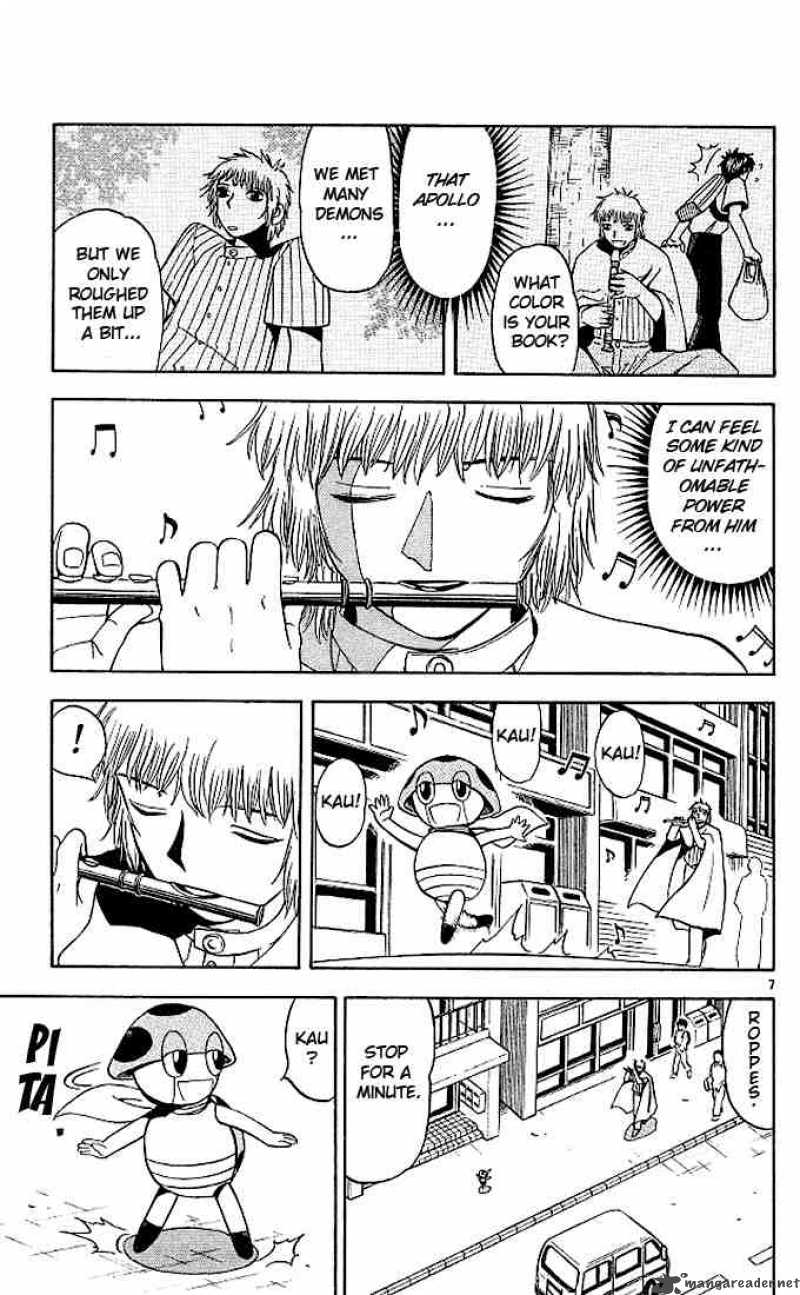 WHAT
COLOR
IS YOUR
BOOK?
THAT
APOLLO
...
WE MET
MANY
DEMONS
...
BUT WE
ONLY
ROUGHED
THEM UP
A BIT...
I CAN FEEL
SOME KIND
OF UNFATH-
OMABLE
POWER
FROM HIM
...
KAU!
KAU!
KAU!
!
7
ROPPES.
STOP
FOR A
MINUTE.
KAU
?
PI
TA.
mangareader.net